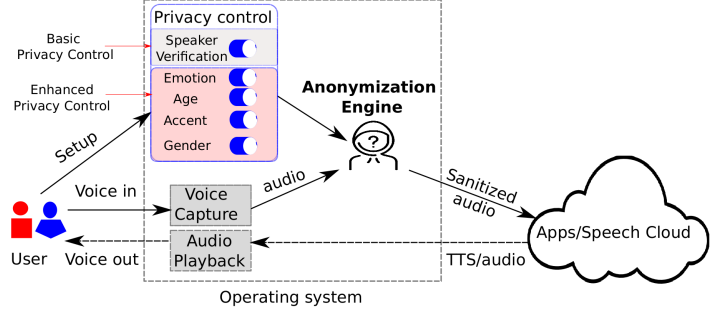 Privacy control
Basic
Privacy Control
Speaker
Verification
Enhanced
Privacy Control
Emotion
Age
Accent
Gender
Anonymization
Engine
?
Setup
Voice in
Voice
Capture
audio
Sanitized
audio
Apps/Speech Cloud
User
Voice out
Audio
Playback
TTS/audio
Operating system